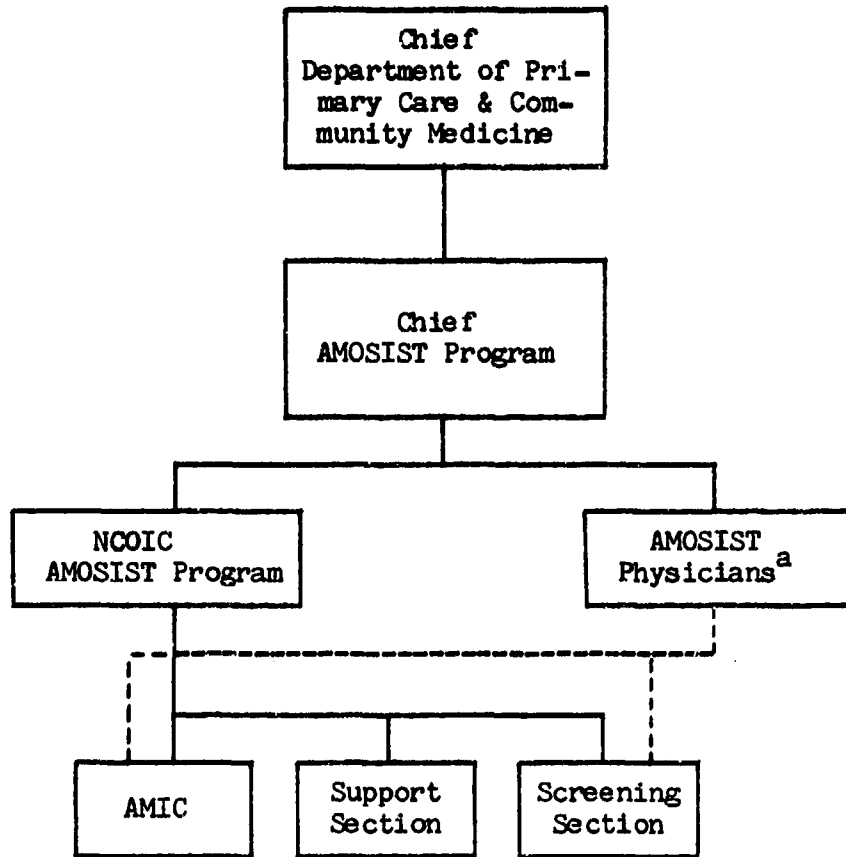 Chief
Department of Pri-
mary Care & Com-
munity Medicine
Chief
AMOSIST Program
NCOIC
AMOSIST Program
AMOSIST
Physicians^a
AMIC
Support
Section
Screening
Section